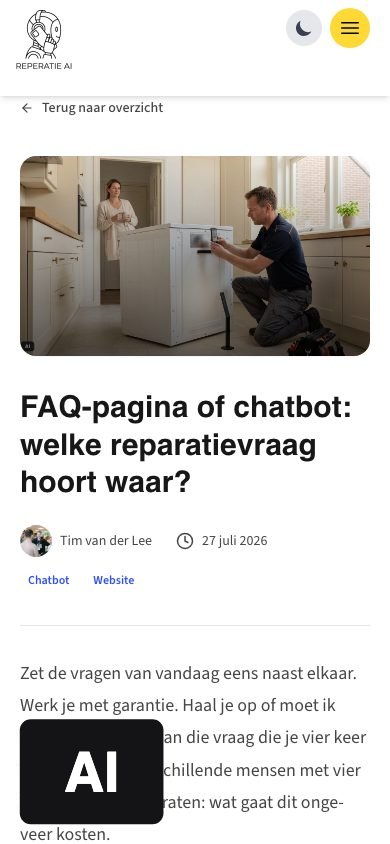 REPERATIE AI
Terug naar overzicht
AI
FAQ-pagina of chatbot:
welke reparatievraag
hoort waar?
Tim van der Lee
27 juli 2026
Chatbot
Website
Zet de vragen van vandaag eens naast elkaar.
Werk je met garantie. Haal je op of moet ik
an die vraag die je vier keer
chillende mensen met vier
raten: wat gaat dit onge-
veer kosten.
AI